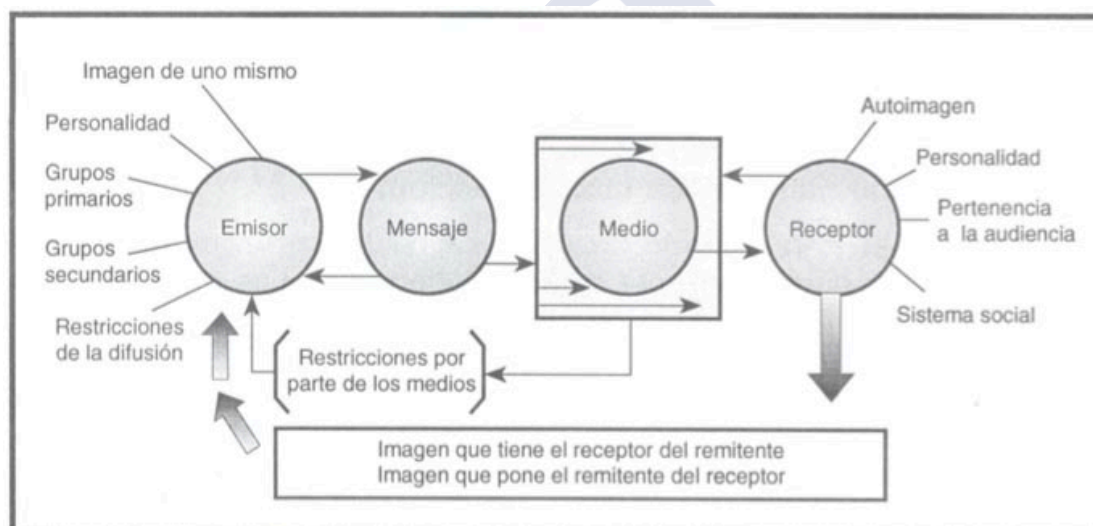 Imagen de uno mismo
Personalidad
Grupos
primarios
Grupos
secundarios
Restricciones
de la difusión
Emisor
Mensaje
Medio
Receptor
Autoimagen
Personalidad
Pertenencia
a la audiencia
Sistema social
Restricciones por
parte de los medios
Imagen que tiene el receptor del remitente
Imagen que pone el remitente del receptor